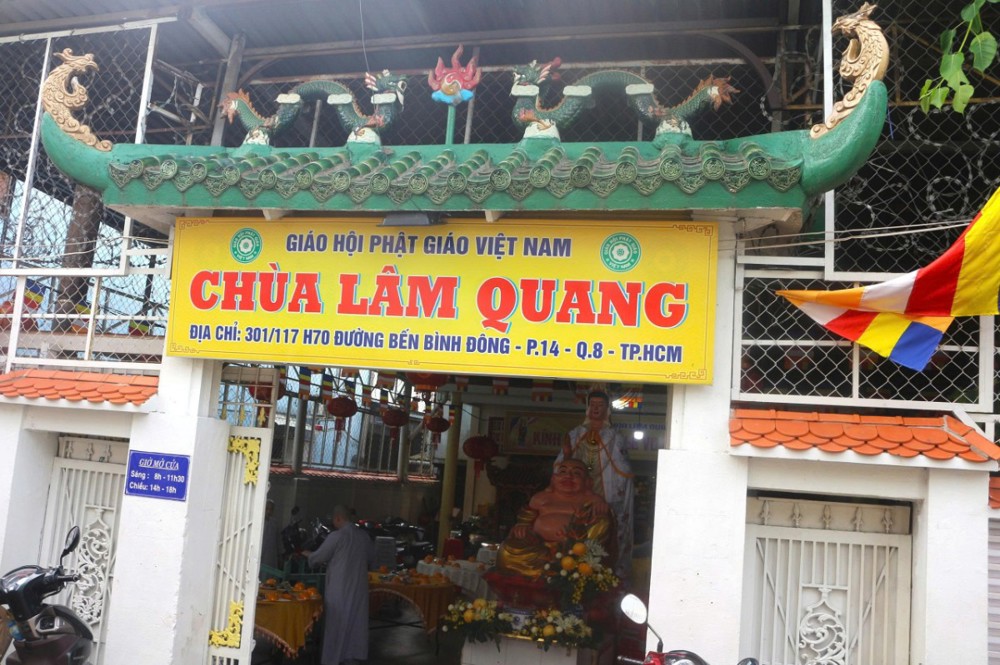 GIÁO HỘI PHẬT GIÁO VIỆT NAM
CHÙA LÂM QUANG
ĐỊA CHỈ: 301/117 H70 ĐƯỜNG BẾN BÌNH ĐÔNG - P.14 - Q.8 - TP.HCM
GIỜ MỞ CỬA
Sáng: 6h - 11h30
Chiều: 14h - 18h
KÍNH